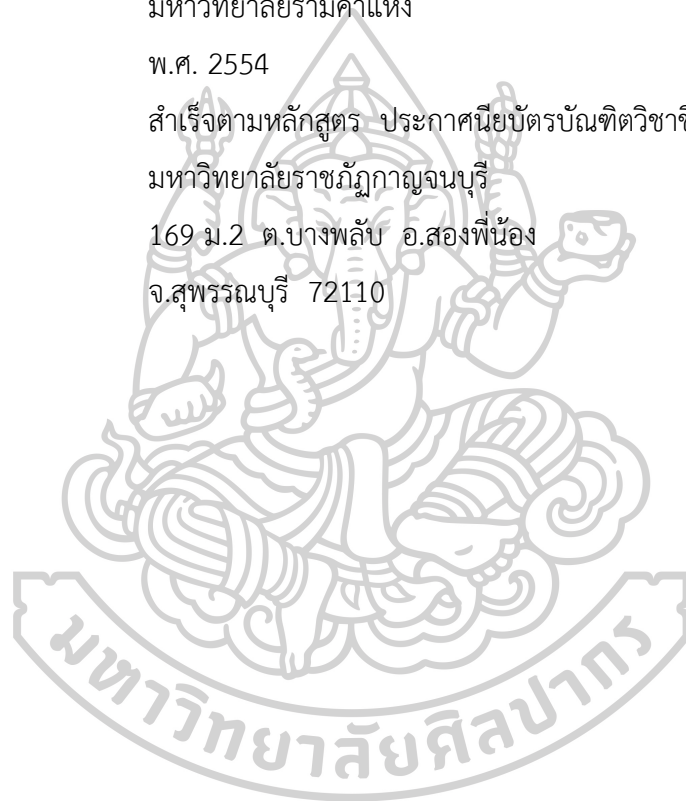 มหาวิทยาลัยรามคำแหง
พ.ศ. 2554
สำเร็จตามหลักสูตร ประกาศนียบัตรบัณฑิตวิชาชี
มหาวิทยาลัยราชภัฏกาญจนบุรี
169 ม.2 ต.บางพลับ อ.สองพี่น้อง
จ.สุพรรณบุรี 72110
มหาวิทยาลัยศิลปากร